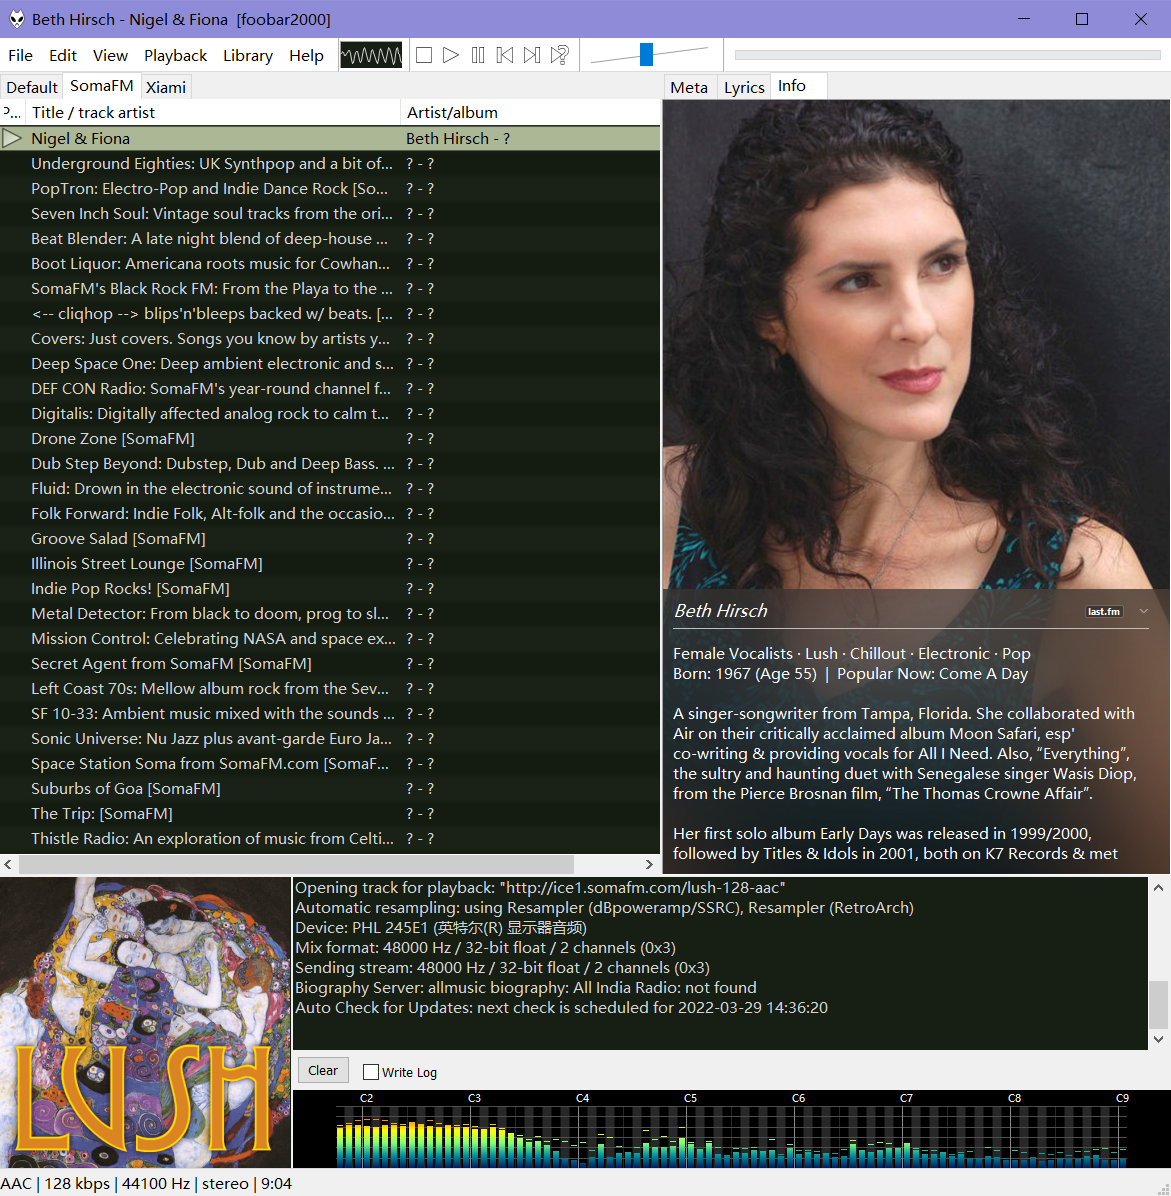 Beth Hirsch - Nigel & Fiona [foobar2000]
File Edit View Playback Library Help
Default SomaFM Xiami
P... Title / track artist Artist/album
Nigel & Fiona Beth Hirsch - ?
Underground Eighties: UK Synthpop and a bit of... ? - ?
PopTron: Electro-Pop and Indie Dance Rock [So... ? - ?
Seven Inch Soul: Vintage soul tracks from the ori... ? - ?
Beat Blender: A late night blend of deep-house ... ? - ?
Boot Liquor: Americana roots music for Cowhan... ? - ?
SomaFM's Black Rock FM: From the Playa to the ... ? - ?
<-- cliqhop --> blips'n'bleeps backed w/ beats. [... ? - ?
Covers: Just covers. Songs you know by artists y... ? - ?
Deep Space One: Deep ambient electronic and s... ? - ?
DEF CON Radio: SomaFM's year-round channel f... ? - ?
Digitalis: Digitally affected analog rock to calm t... ? - ?
Drone Zone [SomaFM] ? - ?
Dub Step Beyond: Dubstep, Dub and Deep Bass. ... ? - ?
Fluid: Drown in the electronic sound of instrume... ? - ?
Folk Forward: Indie Folk, Alt-folk and the occasio... ? - ?
Groove Salad [SomaFM] ? - ?
Illinois Street Lounge [SomaFM] ? - ?
Indie Pop Rocks! [SomaFM] ? - ?
Metal Detector: From black to doom, prog to sl... ? - ?
Mission Control: Celebrating NASA and space ex... ? - ?
Secret Agent from SomaFM [SomaFM] ? - ?
Left Coast 70s: Mellow album rock from the Sev... ? - ?
SF 10-33: Ambient music mixed with the sounds ... ? - ?
Sonic Universe: Nu Jazz plus avant-garde Euro Ja... ? - ?
Space Station Soma from SomaFM.com [SomaF... ? - ?
Suburbs of Goa [SomaFM] ? - ?
The Trip: [SomaFM] ? - ?
Thistle Radio: An exploration of music from Celti... ? - ?
Meta Lyrics Info
Beth Hirsch last.fm
Female Vocalists · Lush · Chillout · Electronic · Pop
Born: 1967 (Age 55) | Popular Now: Come A Day
A singer-songwriter from Tampa, Florida. She collaborated with
Air on their critically acclaimed album Moon Safari, esp'
co-writing & providing vocals for All I Need. Also, “Everything”,
the sultry and haunting duet with Senegalese singer Wasis Diop,
from the Pierce Brosnan film, “The Thomas Crowne Affair”.
Her first solo album Early Days was released in 1999/2000,
followed by Titles & Idols in 2001, both on K7 Records & met
LUSH
Opening track for playback: "http://ice1.somafm.com/lush-128-aac"
Automatic resampling: using Resampler (dBpoweramp/SSRC), Resampler (RetroArch)
Device: PHL 245E1 (英特尔(R) 显示器音频)
Mix format: 48000 Hz / 32-bit float / 2 channels (0x3)
Sending stream: 48000 Hz / 32-bit float / 2 channels (0x3)
Biography Server: allmusic biography: All India Radio: not found
Auto Check for Updates: next check is scheduled for 2022-03-29 14:36:20
Clear Write Log
C2 C3 C4 C5 C6 C7 C8 C9
AAC | 128 kbps | 44100 Hz | stereo | 9:04